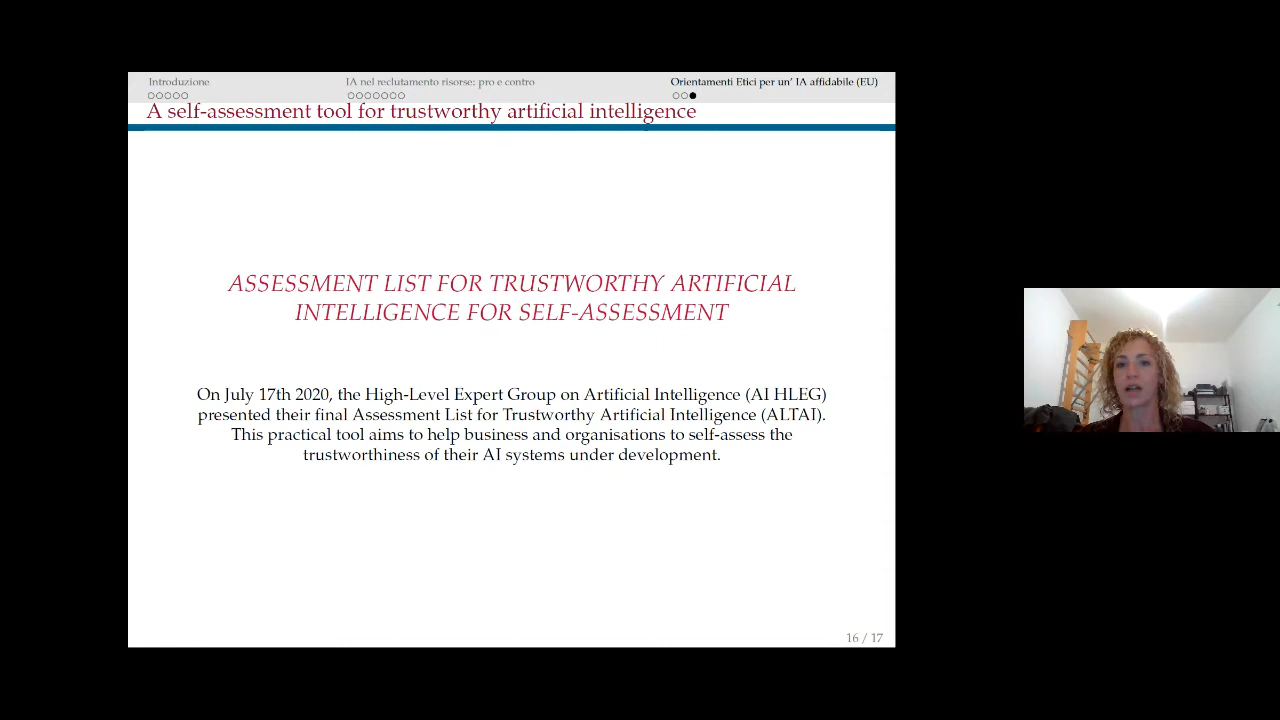 Introduzione
IA nel reclutamento risorse: pro e contro
Orientamenti Etici per un' IA affidabile (EU)
A self-assessment tool for trustworthy artificial intelligence
ASSESSMENT LIST FOR TRUSTWORTHY ARTIFICIAL
INTELLIGENCE FOR SELF-ASSESSMENT
On July 17th 2020, the High-Level Expert Group on Artificial Intelligence (AI HLEG)
presented their final Assessment List for Trustworthy Artificial Intelligence (ALTAI).
This practical tool aims to help business and organisations to self-assess the
trustworthiness of their AI systems under development.
16 / 17